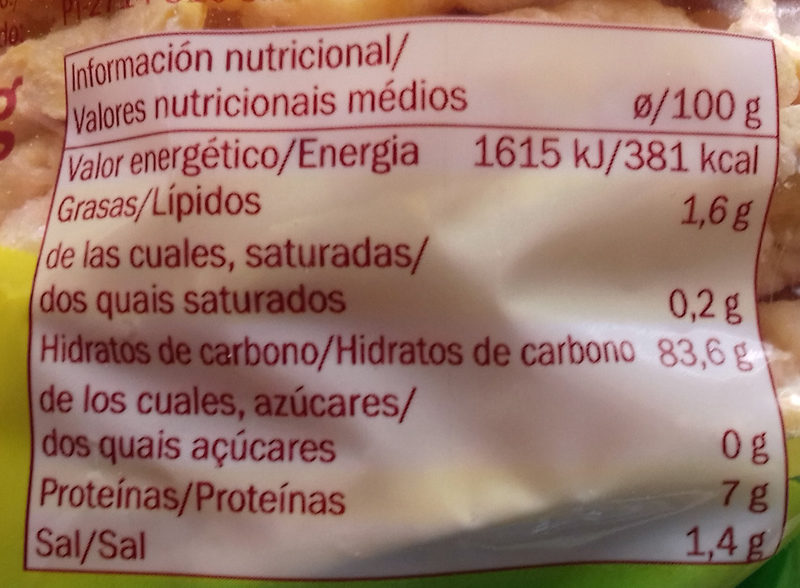 Información nutricional/
Valores nutricionais médios ø/100 g
Valor energético/Energia 1615 kJ/381 kcal
Grasas/Lípidos 1,6 g
de las cuales, saturadas/
dos quais saturados 0,2 g
Hidratos de carbono/Hidratos de carbono 83,6 g
de los cuales, azúcares/
dos quais açúcares 0 g
Proteínas/Proteínas 7 g
Sal/Sal 1,4 g